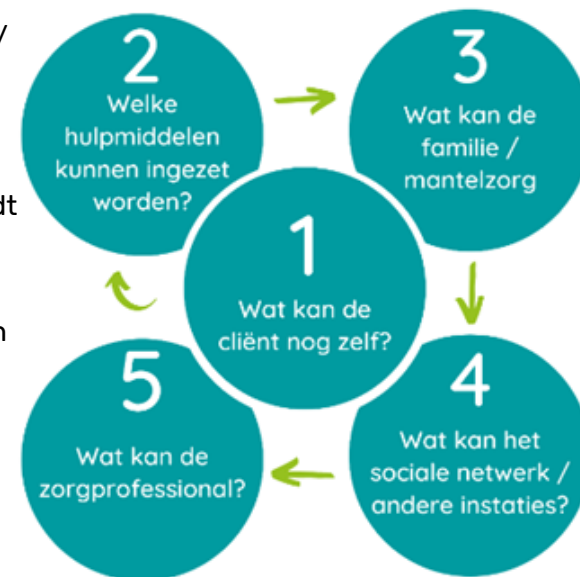 /
dt
n
1
Wat kan de
cliënt nog zelf?
2
Welke
hulpmiddelen
kunnen ingezet
worden?
3
Wat kan de
familie /
mantelzorg
4
Wat kan het
sociale netwerk /
andere instaties?
5
Wat kan de
zorgprofessional?